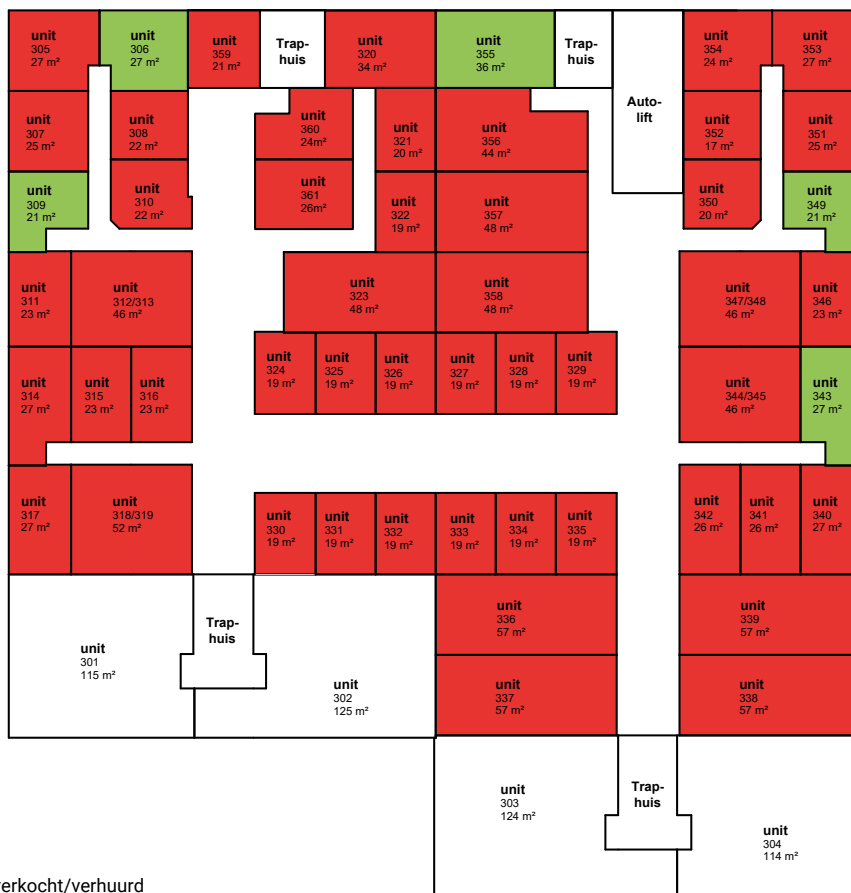 unit
305
27 m²
unit
306
27 m²
unit
359
21 m²
Trap-
huis
unit
320
34 m²
unit
355
36 m²
Trap-
huis
unit
354
24 m²
unit
353
27 m²
Auto-
lift
unit
307
25 m²
unit
308
22 m²
unit
360
24m²
unit
321
20 m²
unit
356
44 m²
unit
352
17 m²
unit
351
25 m²
unit
309
21 m²
unit
310
22 m²
unit
361
26m²
unit
322
19 m²
unit
357
48 m²
unit
350
20 m²
unit
349
21 m²
unit
311
23 m²
unit
312/313
46 m²
unit
323
48 m²
unit
358
48 m²
unit
347/348
46 m²
unit
346
23 m²
unit
314
27 m²
unit
315
23 m²
unit
316
23 m²
unit
324
19 m²
unit
325
19 m²
unit
326
19 m²
unit
327
19 m²
unit
328
19 m²
unit
329
19 m²
unit
344/345
46 m²
unit
343
27 m²
unit
317
27 m²
unit
318/319
52 m²
unit
330
19 m²
unit
331
19 m²
unit
332
19 m²
unit
333
19 m²
unit
334
19 m²
unit
335
19 m²
unit
342
26 m²
unit
341
26 m²
unit
340
27 m²
Trap-
huis
unit
336
57 m²
unit
339
57 m²
unit
301
115 m²
unit
302
125 m²
unit
337
57 m²
unit
338
57 m²
unit
303
124 m²
Trap-
huis
unit
304
114 m²
erkocht/verhuurd